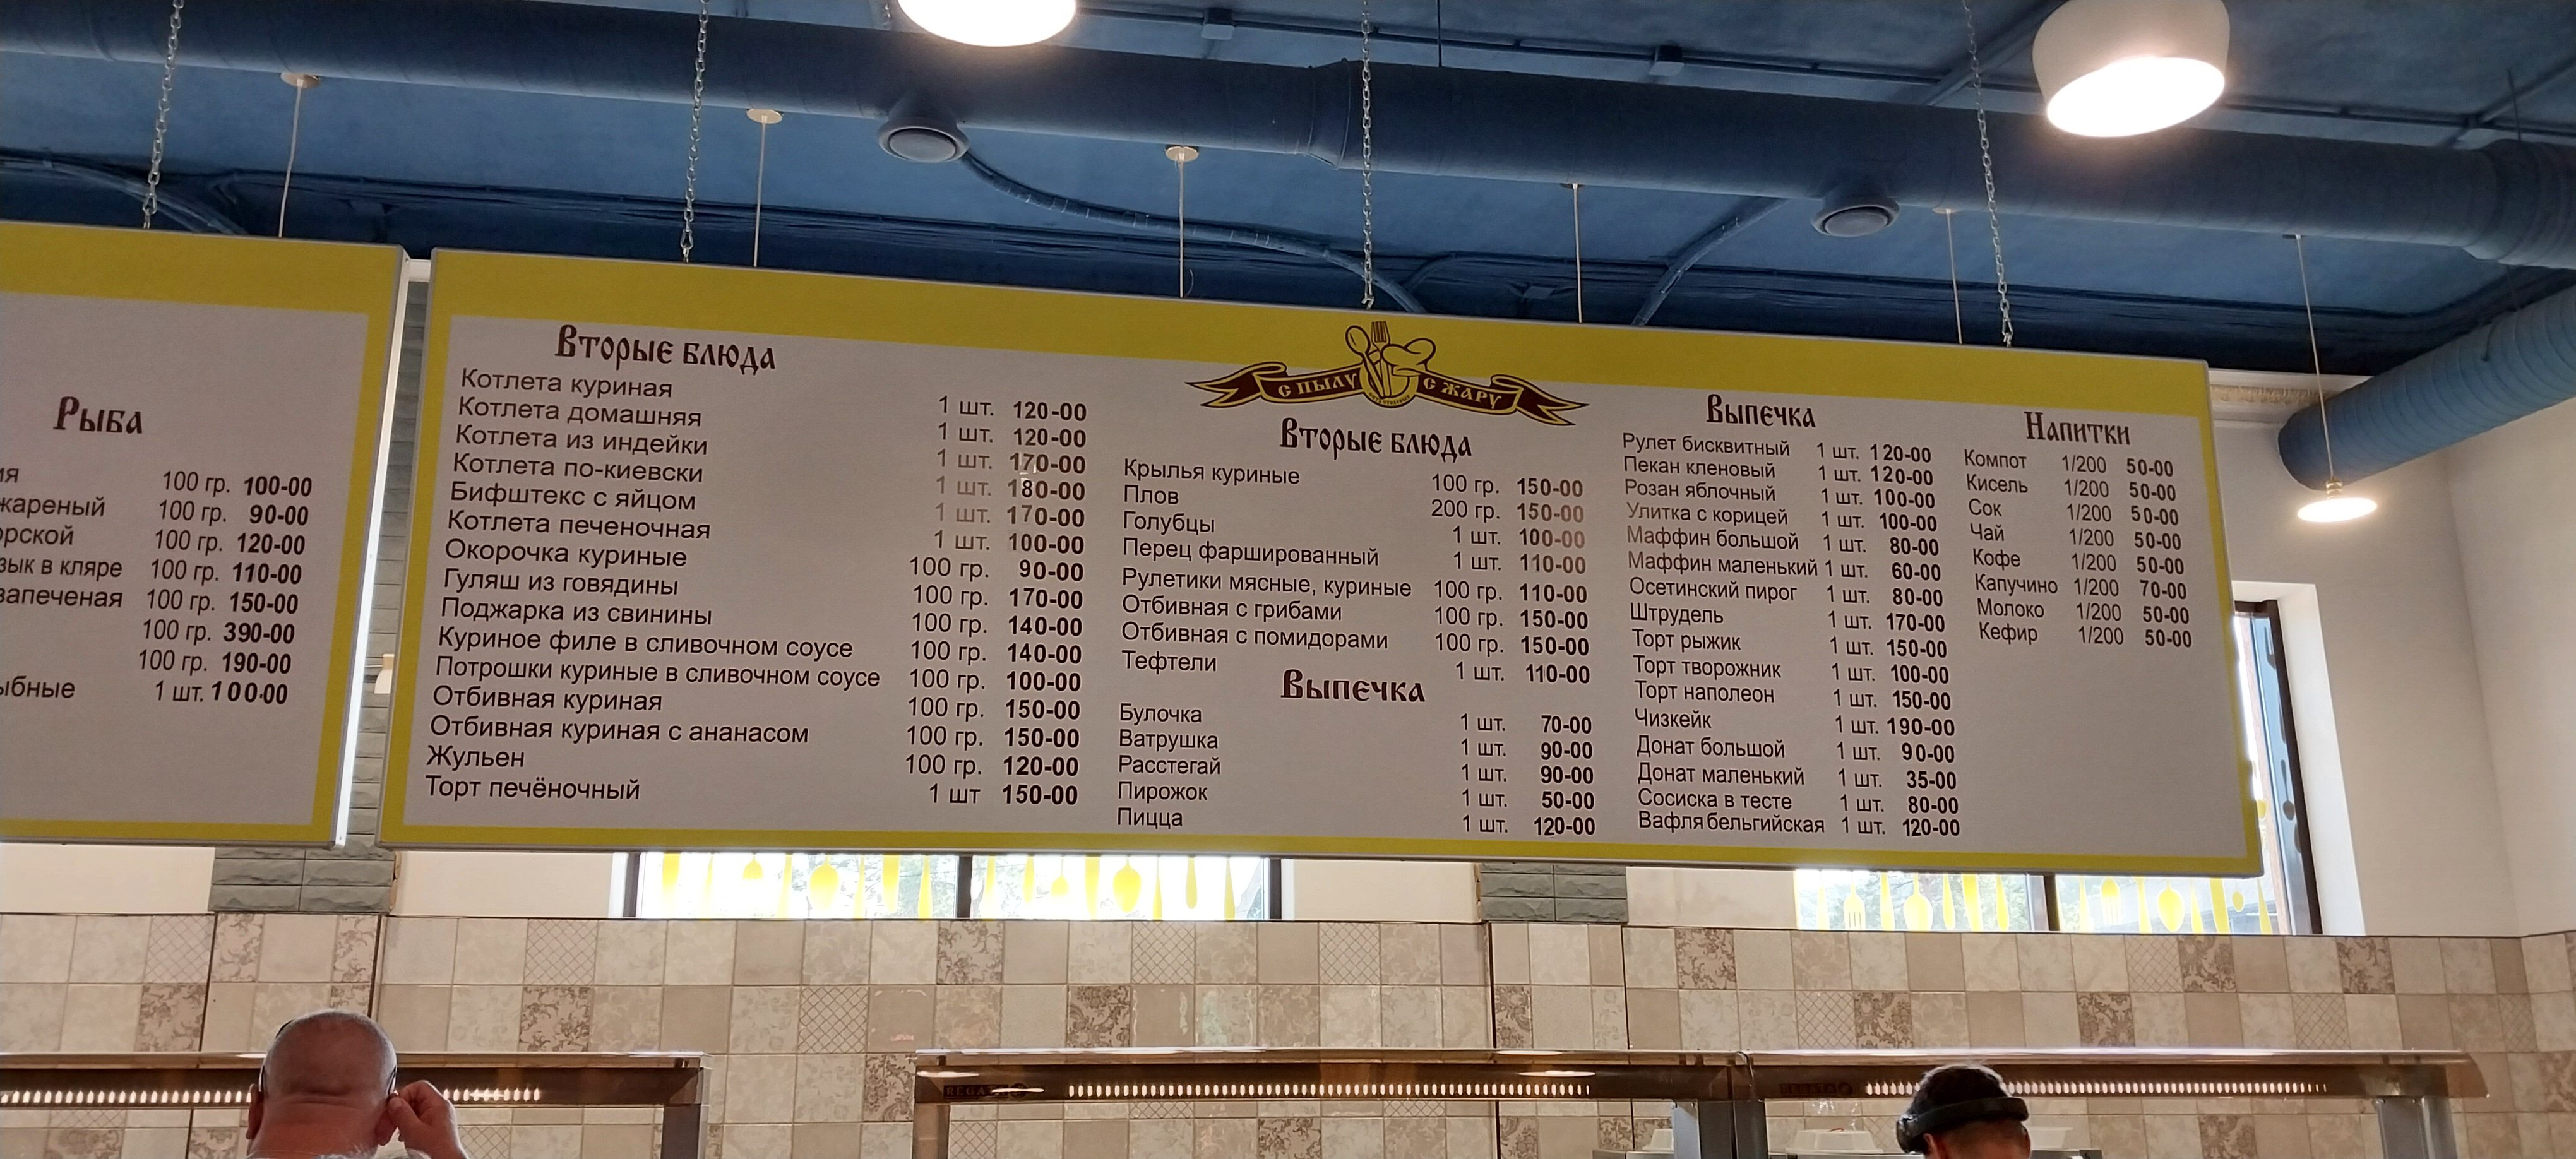 Рыба
100 гр. 100-00
жареный 100 гр. 90-00
100 гр. 120-00
в кляре 100 гр. 110-00
запеченая 100 гр. 150-00
100 гр. 390-00
100 гр. 190-00
1 шт. 100-00
Вторые блюда
Котлета куриная 1 шт. 120-00
Котлета домашняя 1 шт. 120-00
Котлета из индейки 1 шт. 170-00
Котлета по-киевски 1 шт. 180-00
Бифштекс с яйцом 1 шт. 170-00
Котлета печеночная 1 шт. 100-00
Окорочка куриные 100 гр. 90-00
Гуляш из говядины 100 гр. 170-00
Поджарка из свинины 100 гр. 140-00
Куриное филе в сливочном соусе 100 гр. 140-00
Потрошки куриные в сливочном соусе 100 гр. 100-00
Отбивная куриная 100 гр. 150-00
Отбивная куриная с ананасом 100 гр. 150-00
Жульен 100 гр. 120-00
Торт печёночный 1 шт 150-00
С ПЫЛУ С ЖАРУ
Вторые блюда
Крылья куриные 100 гр. 150-00
Плов 200 гр. 150-00
Голубцы 1 шт. 100-00
Перец фаршированный 1 шт. 110-00
Рулетики мясные, куриные 100 гр. 110-00
Отбивная с грибами 100 гр. 150-00
Отбивная с помидорами 100 гр. 150-00
Тефтели 1 шт. 110-00
Выпечка
Булочка 1 шт. 70-00
Ватрушка 1 шт. 90-00
Расстегай 1 шт. 90-00
Пирожок 1 шт. 50-00
Пицца 1 шт. 120-00
Выпечка
Рулет бисквитный 1 шт. 120-00
Пекан кленовый 1 шт. 120-00
Розан яблочный 1 шт. 100-00
Улитка с корицей 1 шт. 100-00
Маффин большой 1 шт. 80-00
Маффин маленький 1 шт. 60-00
Осетинский пирог 1 шт. 80-00
Штрудель 1 шт. 170-00
Торт рыжик 1 шт. 150-00
Торт творожник 1 шт. 100-00
Торт наполеон 1 шт. 150-00
Чизкейк 1 шт. 190-00
Донат большой 1 шт. 90-00
Донат маленький 1 шт. 35-00
Сосиска в тесте 1 шт. 80-00
Вафля бельгийская 1 шт. 120-00
Напитки
Компот 1/200 50-00
Кисель 1/200 50-00
Сок 1/200 50-00
Чай 1/200 50-00
Кофе 1/200 50-00
Капучино 1/200 70-00
Молоко 1/200 50-00
Кефир 1/200 50-00